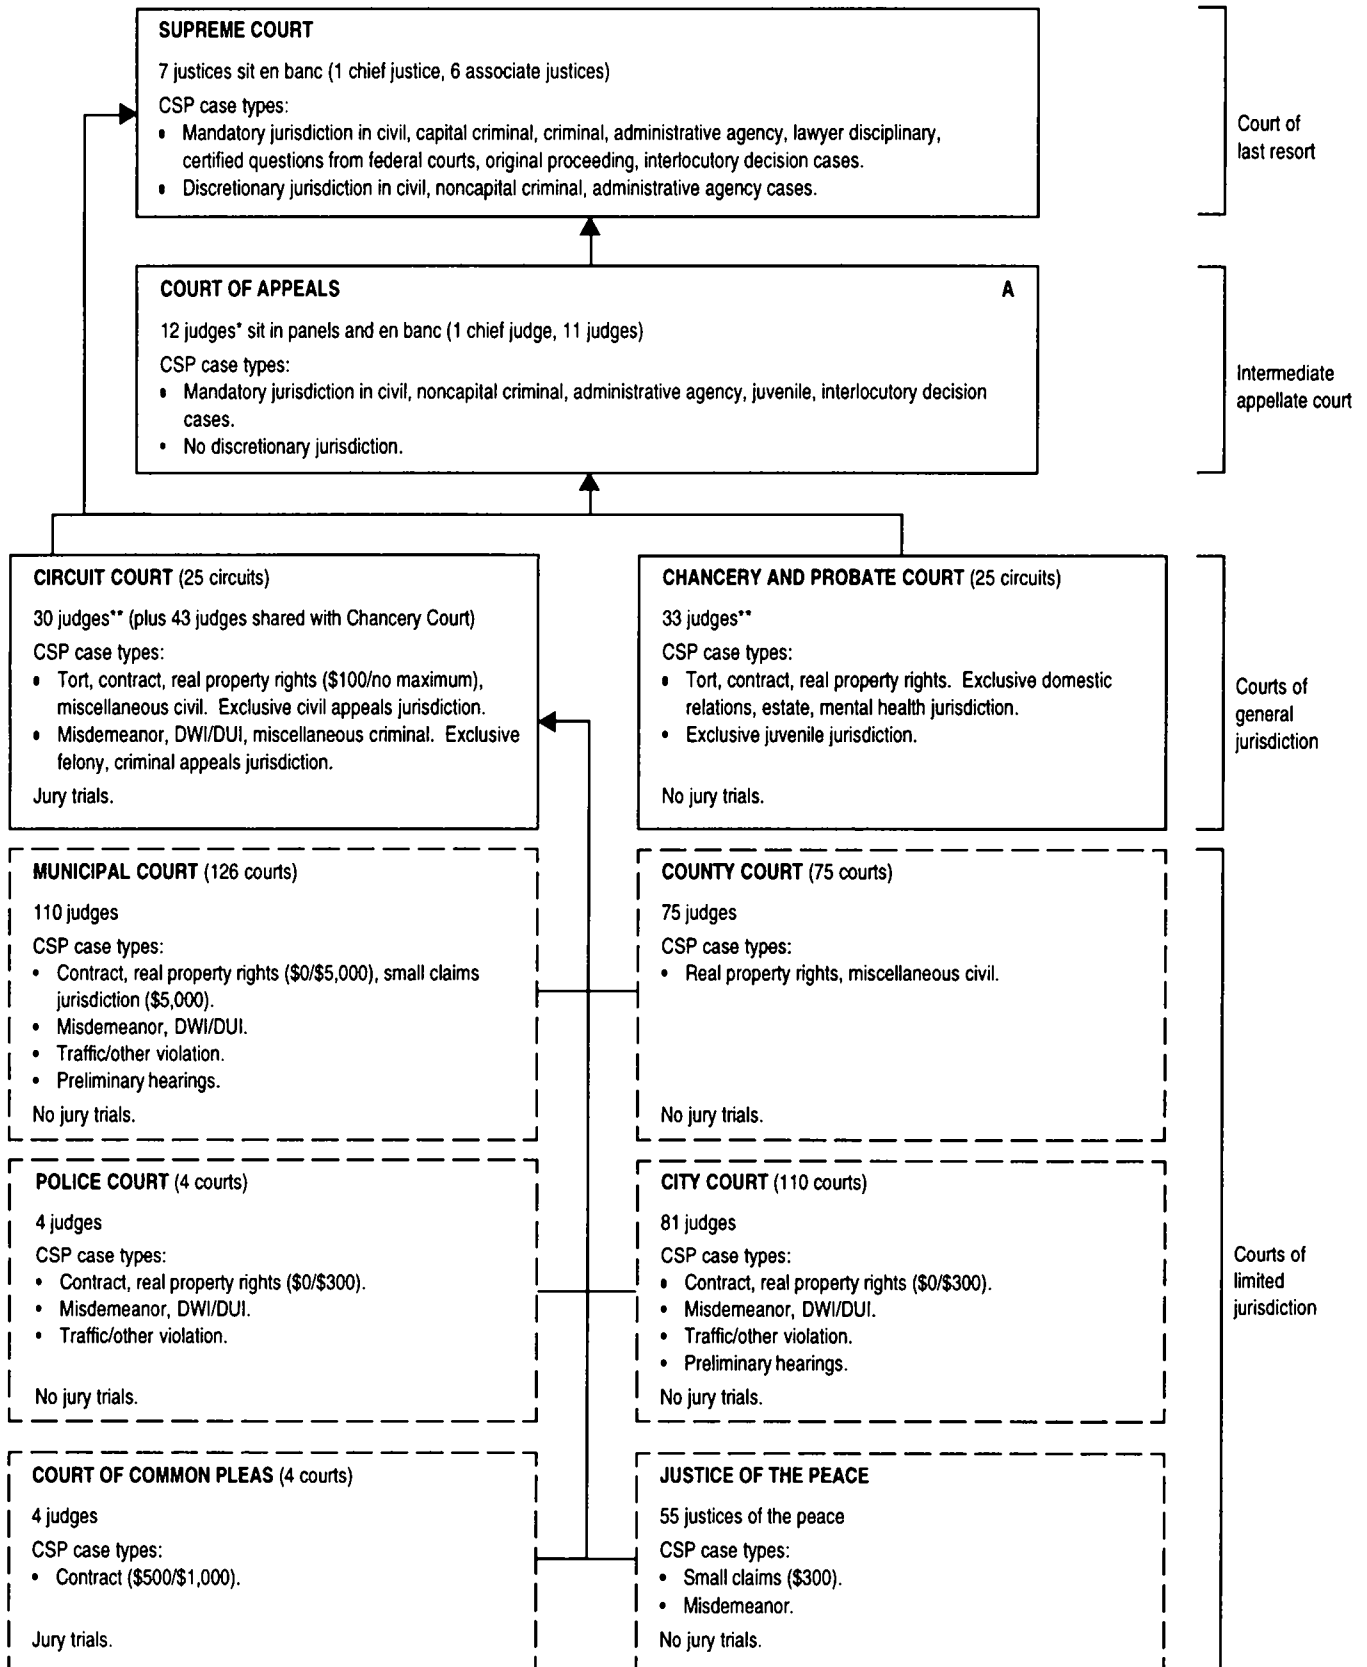 SUPREME COURT
7 justices sit en banc (1 chief justice, 6 associate justices)
CSP case types:
• Mandatory jurisdiction in civil, capital criminal, criminal, administrative agency, lawyer disciplinary,
certified questions from federal courts, original proceeding, interlocutory decision cases.
• Discretionary jurisdiction in civil, noncapital criminal, administrative agency cases.
Court of
last resort
COURT OF APPEALS A
12 judges* sit in panels and en banc (1 chief judge, 11 judges)
CSP case types:
• Mandatory jurisdiction in civil, noncapital criminal, administrative agency, juvenile, interlocutory decision
cases.
• No discretionary jurisdiction.
Intermediate
appellate court
CIRCUIT COURT (25 circuits)
30 judges** (plus 43 judges shared with Chancery Court)
CSP case types:
• Tort, contract, real property rights ($100/no maximum),
miscellaneous civil. Exclusive civil appeals jurisdiction.
• Misdemeanor, DWI/DUI, miscellaneous criminal. Exclusive
felony, criminal appeals jurisdiction.
Jury trials.
CHANCERY AND PROBATE COURT (25 circuits)
33 judges**
CSP case types:
• Tort, contract, real property rights. Exclusive domestic
relations, estate, mental health jurisdiction.
• Exclusive juvenile jurisdiction.
No jury trials.
Courts of
general
jurisdiction
MUNICIPAL COURT (126 courts)
110 judges
CSP case types:
• Contract, real property rights ($0/$5,000), small claims
jurisdiction ($5,000).
• Misdemeanor, DWI/DUI.
• Traffic/other violation.
• Preliminary hearings.
No jury trials.
COUNTY COURT (75 courts)
75 judges
CSP case types:
• Real property rights, miscellaneous civil.
No jury trials.
POLICE COURT (4 courts)
4 judges
CSP case types:
• Contract, real property rights ($0/$300).
• Misdemeanor, DWI/DUI.
• Traffic/other violation.
No jury trials.
CITY COURT (110 courts)
81 judges
CSP case types:
• Contract, real property rights ($0/$300).
• Misdemeanor, DWI/DUI.
• Traffic/other violation.
• Preliminary hearings.
No jury trials.
Courts of
limited
jurisdiction
COURT OF COMMON PLEAS (4 courts)
4 judges
CSP case types:
• Contract ($500/$1,000).
Jury trials.
JUSTICE OF THE PEACE
55 justices of the peace
CSP case types:
• Small claims ($300).
• Misdemeanor.
No jury trials.